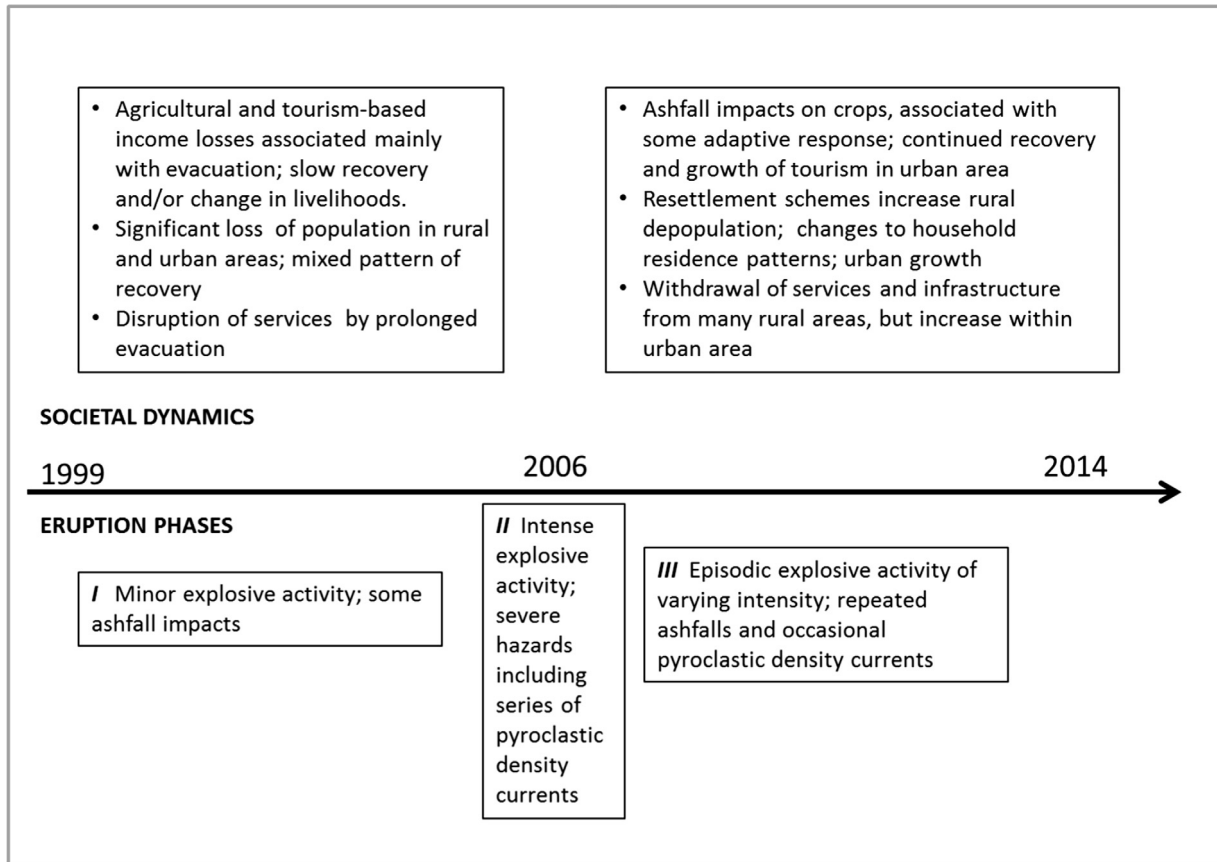 • Agricultural and tourism-based
income losses associated mainly
with evacuation; slow recovery
and/or change in livelihoods.
• Significant loss of population in rural
and urban areas; mixed pattern of
recovery
• Disruption of services by prolonged
evacuation
• Ashfall impacts on crops, associated with
some adaptive response; continued recovery
and growth of tourism in urban area
• Resettlement schemes increase rural
depopulation; changes to household
residence patterns; urban growth
• Withdrawal of services and infrastructure
from many rural areas, but increase within
urban area
SOCIETAL DYNAMICS
1999
2006
2014
ERUPTION PHASES
I Minor explosive activity; some
ashfall impacts
II Intense
explosive
activity;
severe
hazards
including
series of
pyroclastic
density
currents
III Episodic explosive activity of
varying intensity; repeated
ashfalls and occasional
pyroclastic density currents